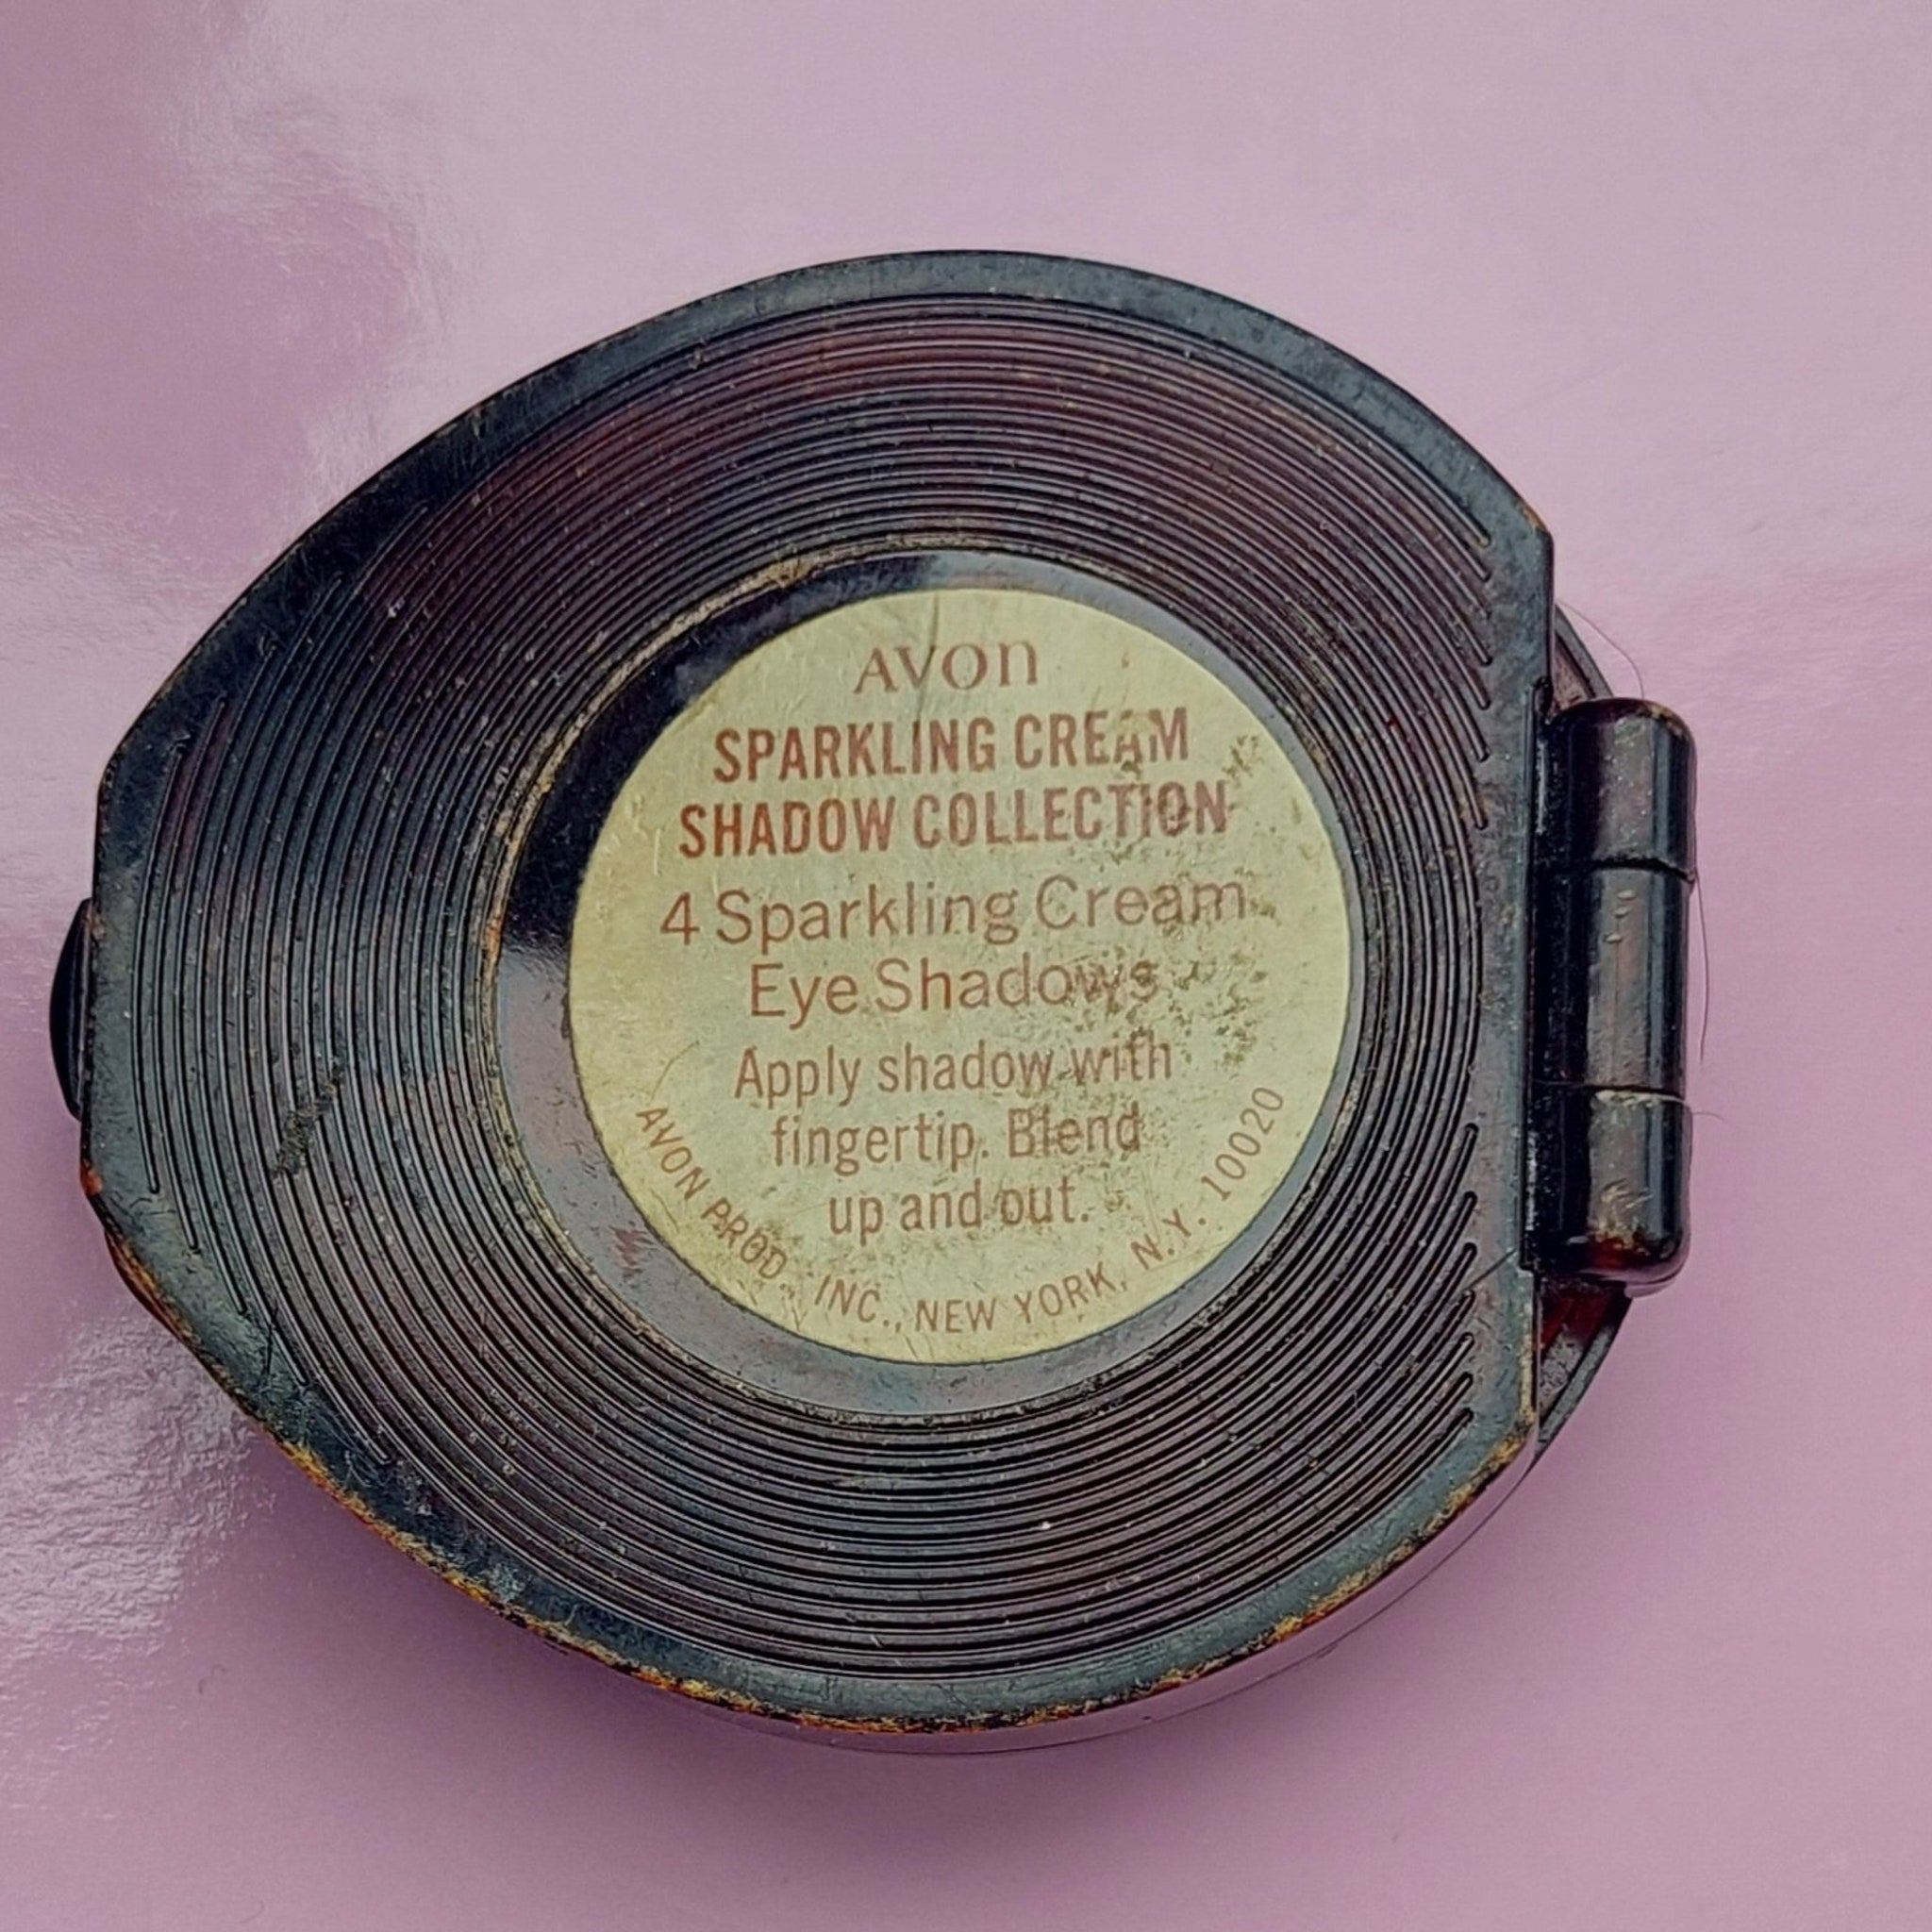 AVON
SPARKLING CREAM
SHADOW COLLECTION
4 Sparkling Cream
Eye Shadows
Apply shadow with
fingertip. Blend
up and out.
AVON PROD. INC., NEW YORK, N.Y. 10020